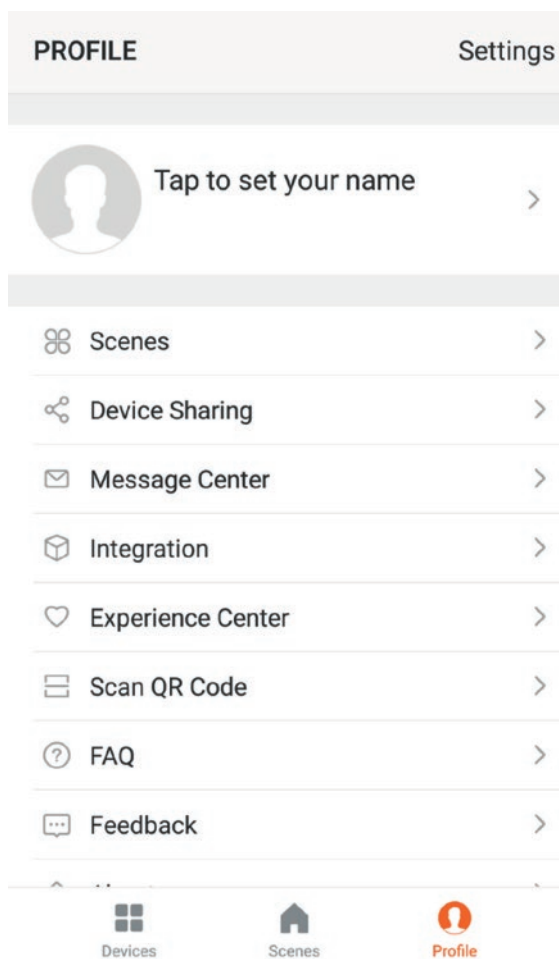 PROFILE Settings
Tap to set your name
Scenes
Device Sharing
Message Center
Integration
Experience Center
Scan QR Code
FAQ
Feedback
Devices Scenes Profile